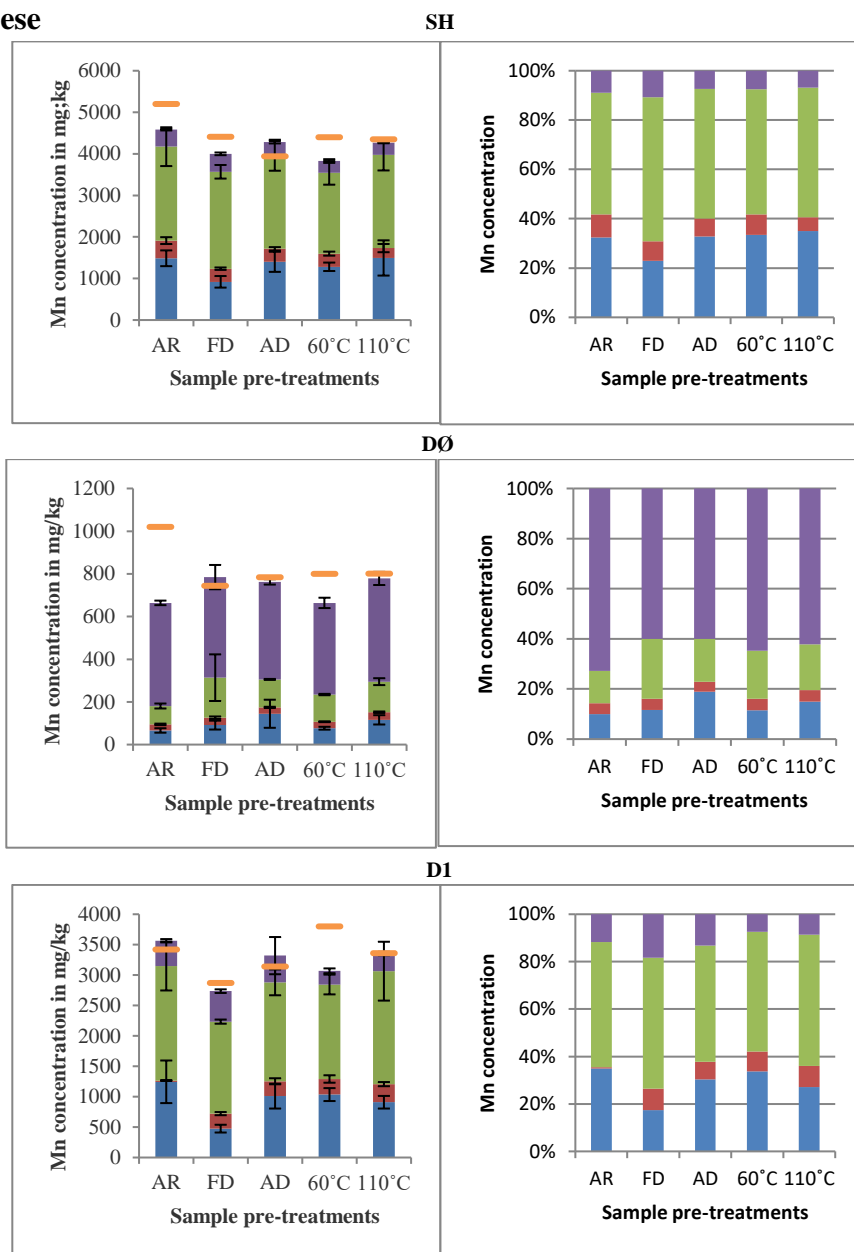 ese
SH
Mn concentration in mg;kg
6000
5000
4000
3000
2000
1000
0
AR FD AD 60˚C 110˚C
Sample pre-treatments
Mn concentration
100%
80%
60%
40%
20%
0%
AR FD AD 60˚C 110˚C
Sample pre-treatments
DØ
Mn concentration in mg/kg
1200
1000
800
600
400
200
0
AR FD AD 60˚C 110˚C
Sample pre-treatments
Mn concentration
100%
80%
60%
40%
20%
0%
AR FD AD 60˚C 110˚C
Sample pre-treatments
D1
Mn concentration in mg/kg
4000
3500
3000
2500
2000
1500
1000
500
0
AR FD AD 60˚C 110˚C
Sample pre-treatments
Mn concentration
100%
80%
60%
40%
20%
0%
AR FD AD 60˚C 110˚C
Sample pre-treatments